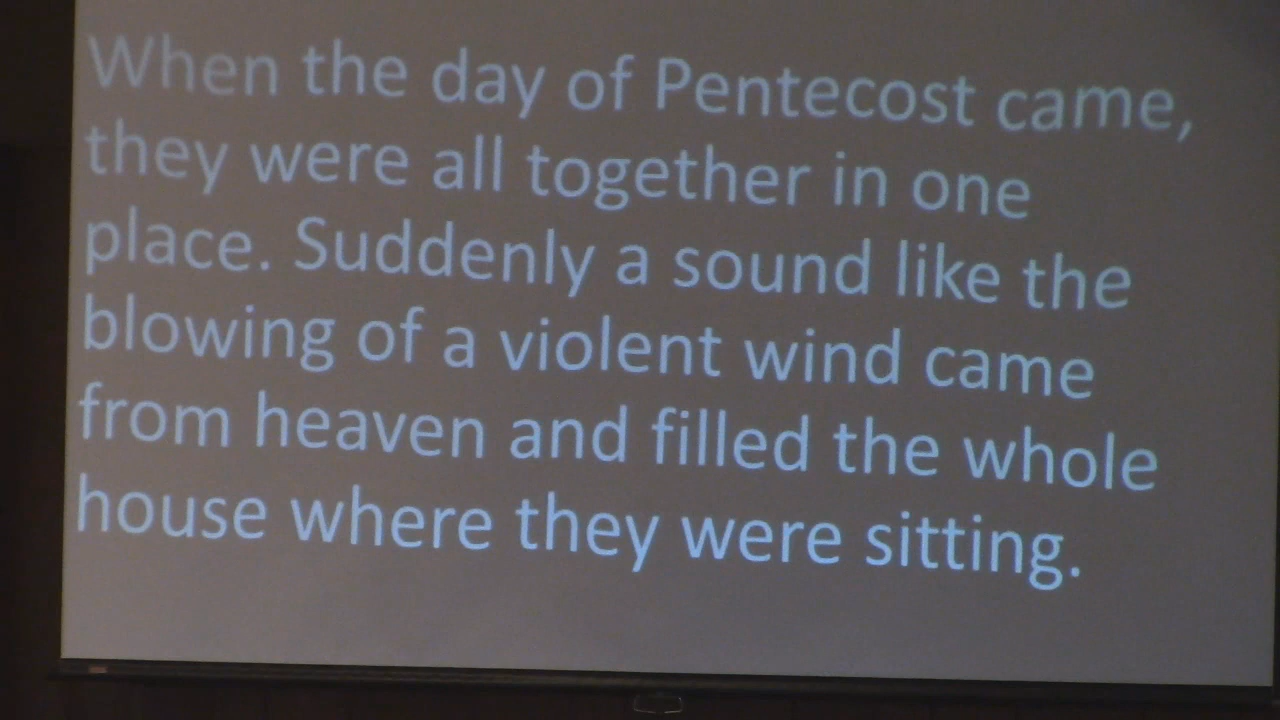 When the day of Pentecost came,
they were all together in one
place. Suddenly a sound like the
blowing of a violent wind came
from heaven and filled the whole
house where they were sitting.